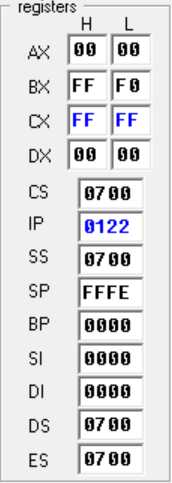 registers
H L
AX 00 00
BX FF F0
CX FF FF
DX 00 00
CS 0700
IP 0122
SS 0700
SP FFFE
BP 0000
SI 0000
DI 0000
DS 0700
ES 0700